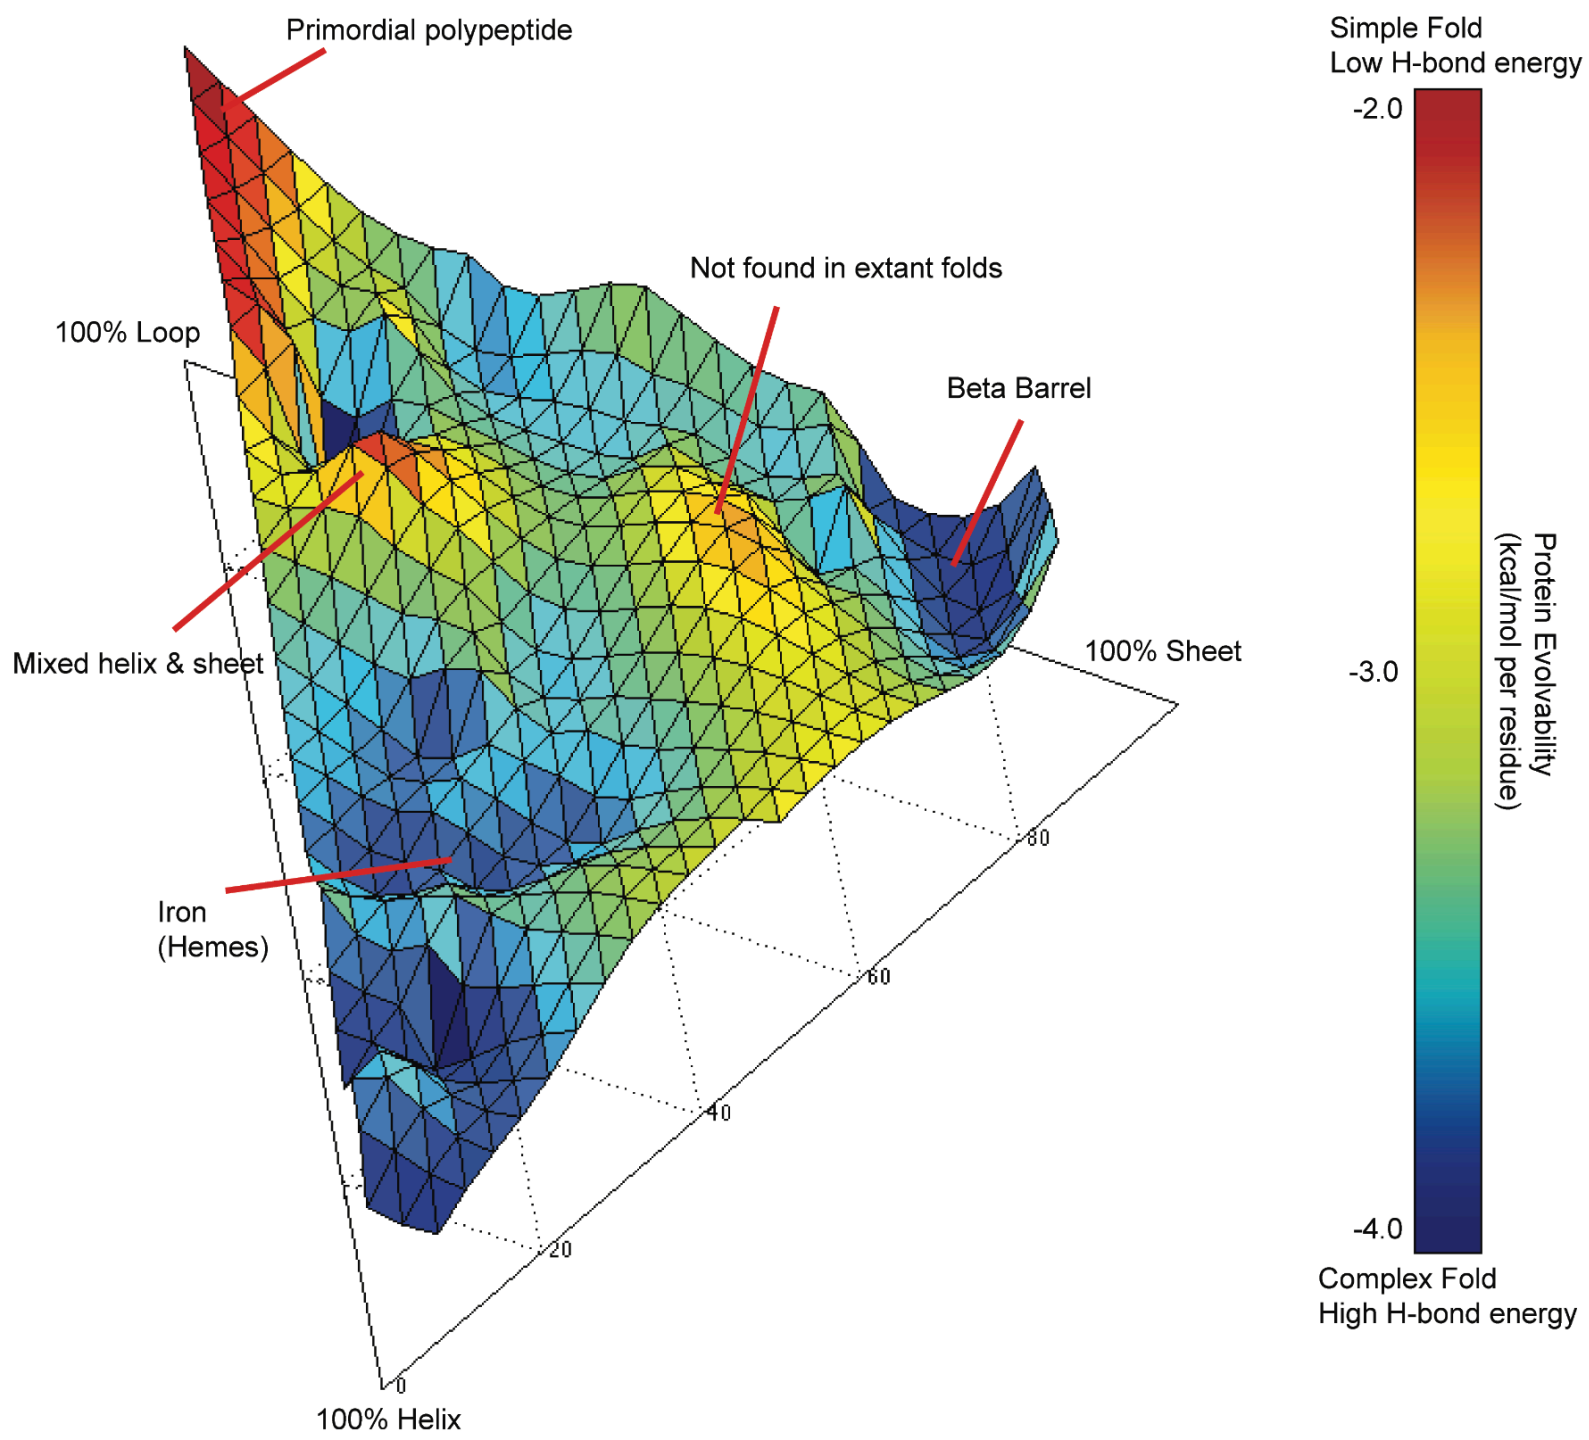 Primordial polypeptide
Simple Fold
Low H-bond energy
-2.0
Not found in extant folds
100% Loop
Beta Barrel
Mixed helix & sheet
100% Sheet
-3.0
Protein Evolvability
(kcal/mol per residue)
80
Iron
(Hemes)
60
40
20
-4.0
Complex Fold
High H-bond energy
0
100% Helix